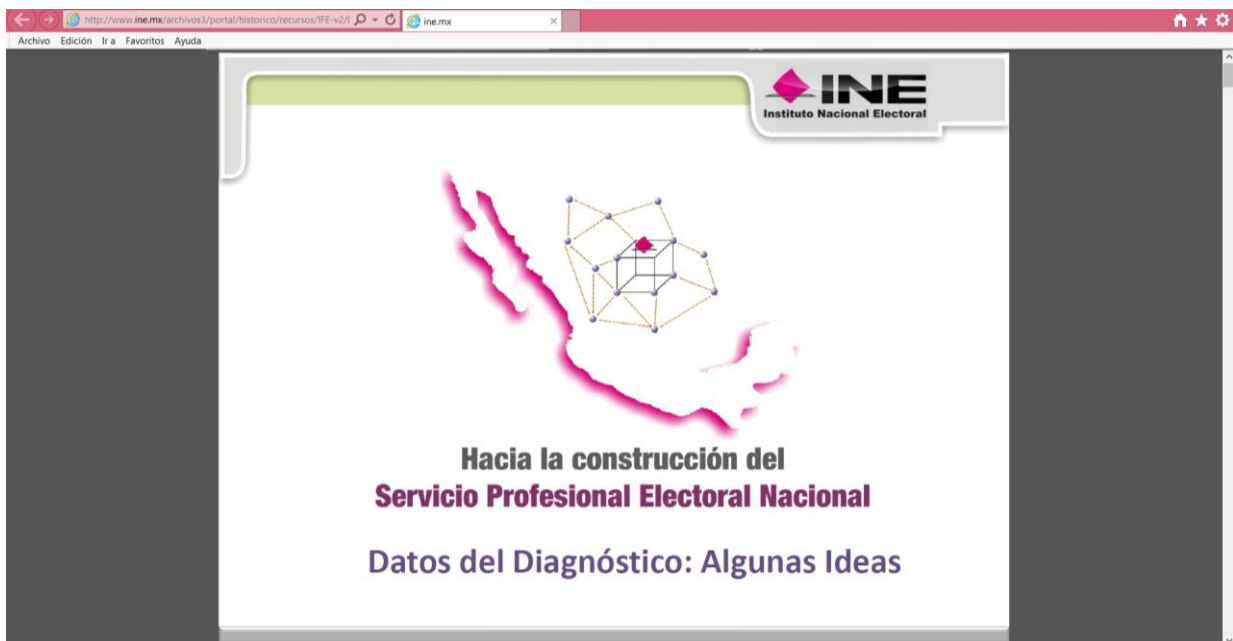 http://www.ine.mx/archivos3/portal/historico/recursos/IFE-v2/
ine.mx
Archivo Edición Ir a Favoritos Ayuda
INE
Instituto Nacional Electoral
Hacia la construcción del
Servicio Profesional Electoral Nacional
Datos del Diagnóstico: Algunas Ideas